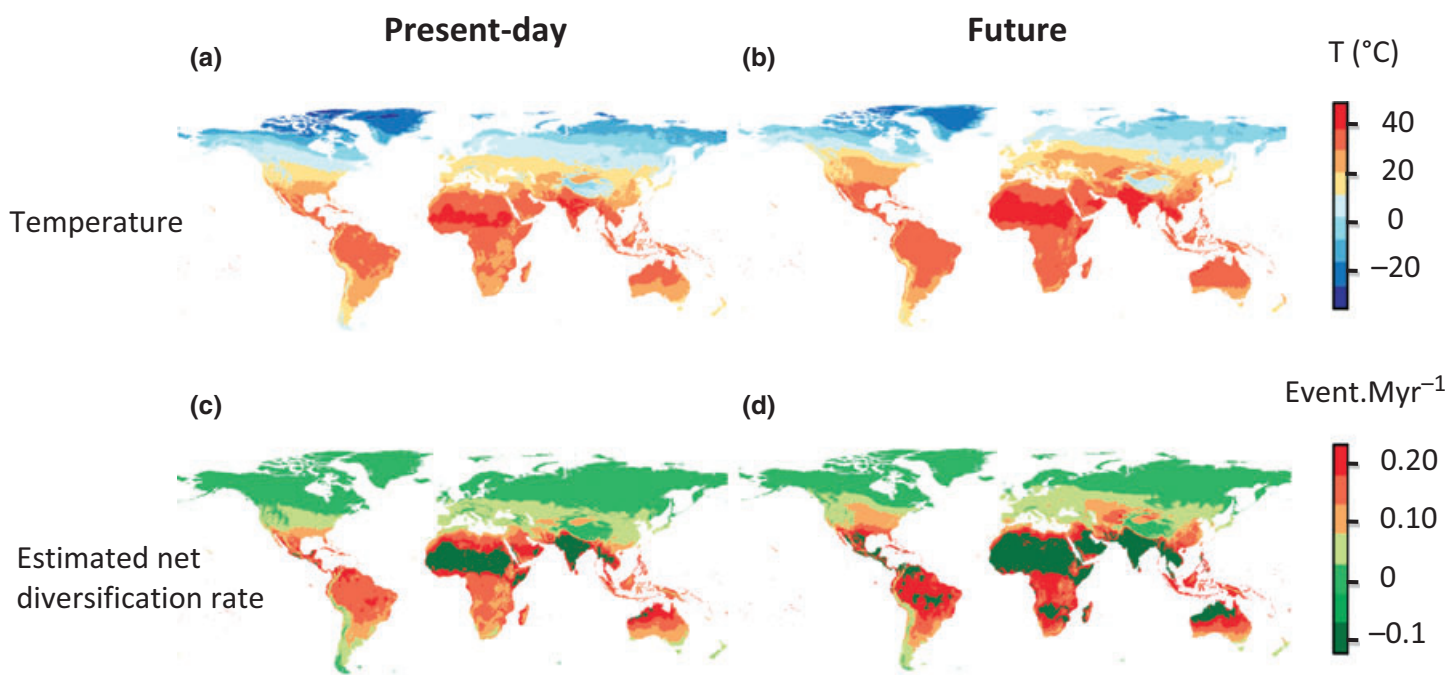 Present-day
Future
(a)
(b)
T (°C)
40
20
0
–20
Temperature
(c)
(d)
Event.Myr–1
0.20
0.10
0
–0.1
Estimated net
diversification rate